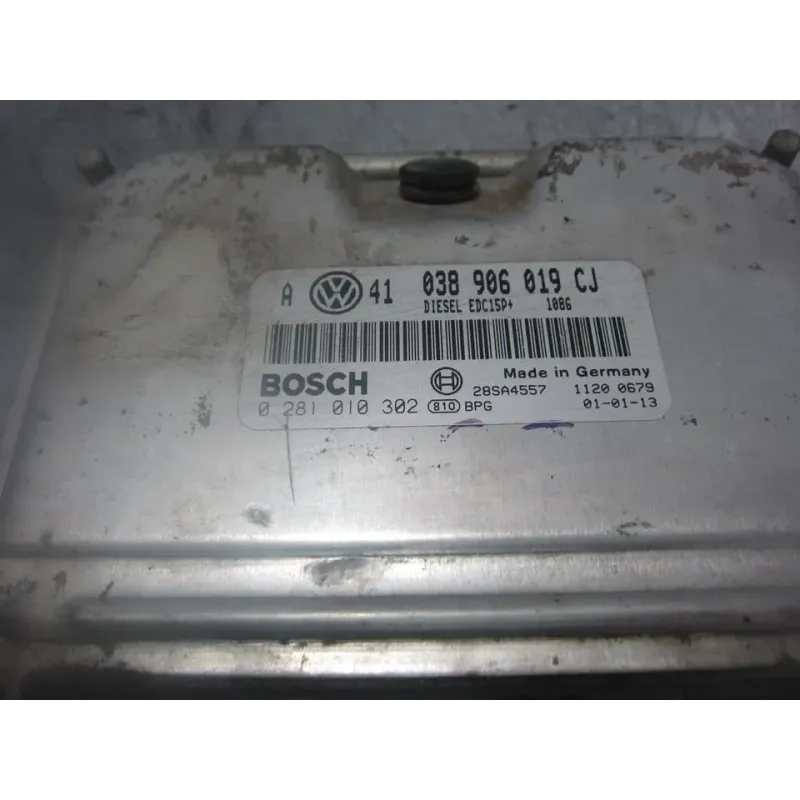 A VW 41 038 906 019 CJ
DIESEL EDC15P+ 1086
Made in Germany
BOSCH 28SA4557 1120 0679
0 281 010 302 810 BPG 01-01-13